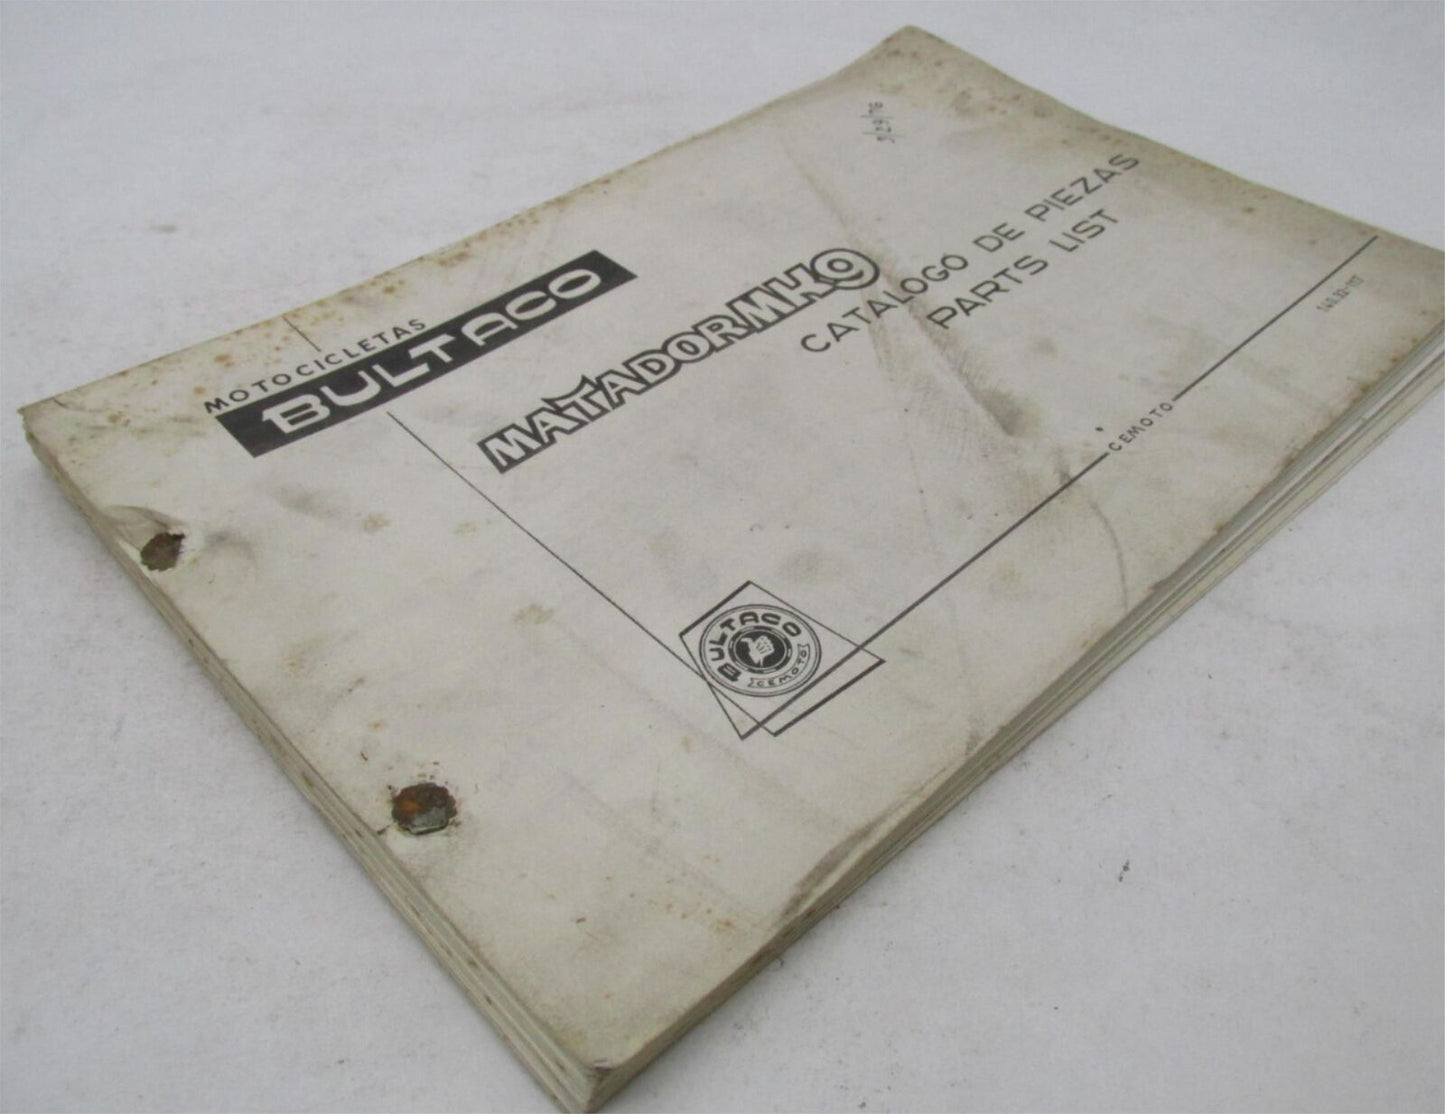 MOTOCICLETAS
BULTACO
MATADOR MK9
CATALOGO DE PIEZAS
PARTS LIST
CEMOTO
BULTACO
CEMOTO